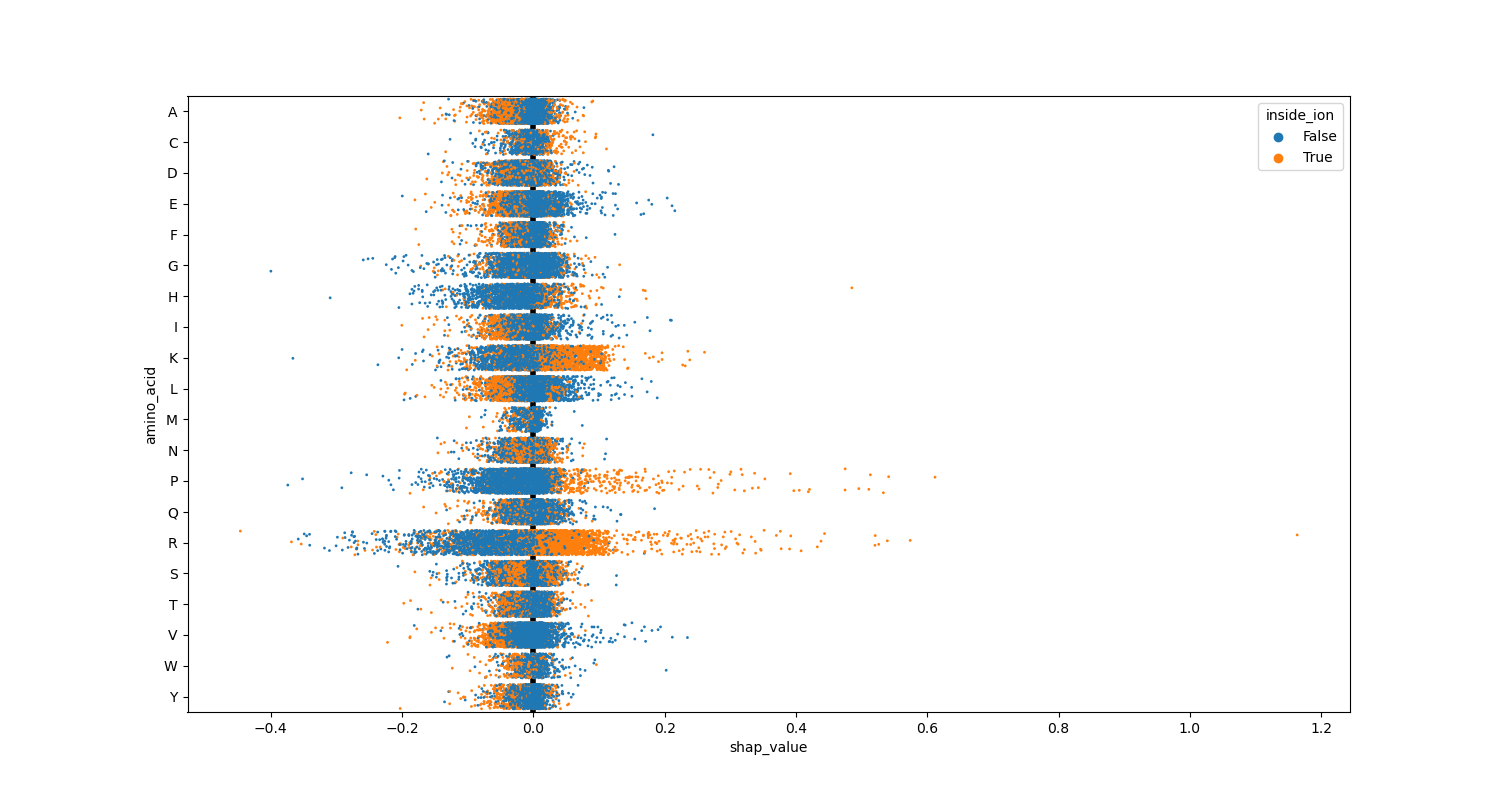 inside_ion
False
True
amino_acid
A
C
D
E
F
G
H
I
K
L
M
N
P
Q
R
S
T
V
W
Y
−0.4 −0.2 0.0 0.2 0.4 0.6 0.8 1.0 1.2
shap_value